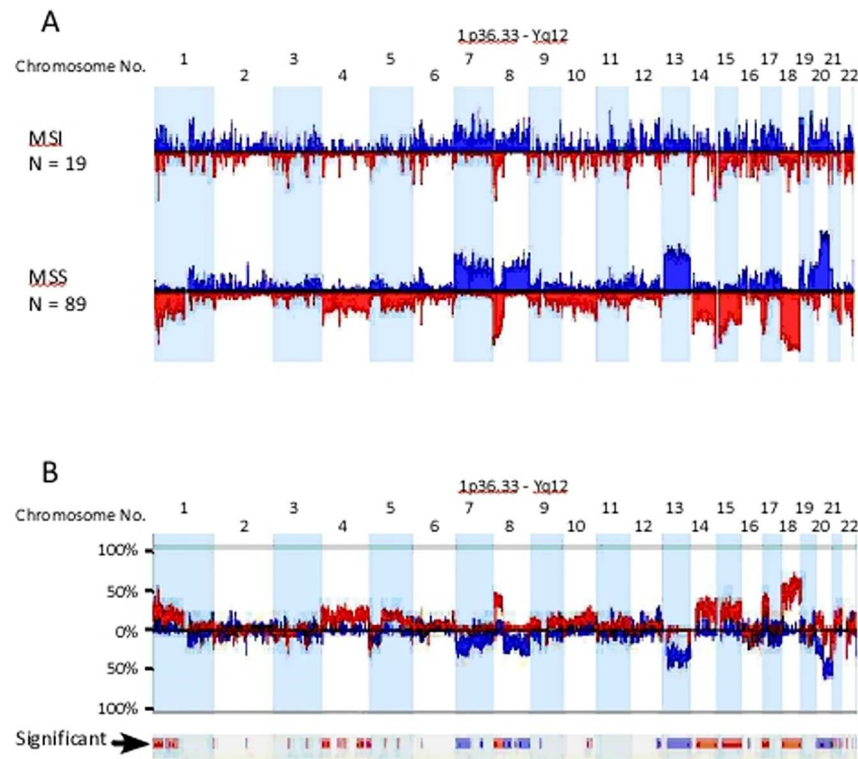 A
1p36.33 - Yq12
1 3 5 7 9 11 13 15 17 19 21
Chromosome No. 2 4 6 8 10 12 14 16 18 20 22
MSI
N = 19
MSS
N = 89
B
1p36.33 - Yq12
1 3 5 7 9 11 13 15 17 19 21
Chromosome No. 2 4 6 8 10 12 14 16 18 20 22
100%
50%
0%
50%
100%
Significant